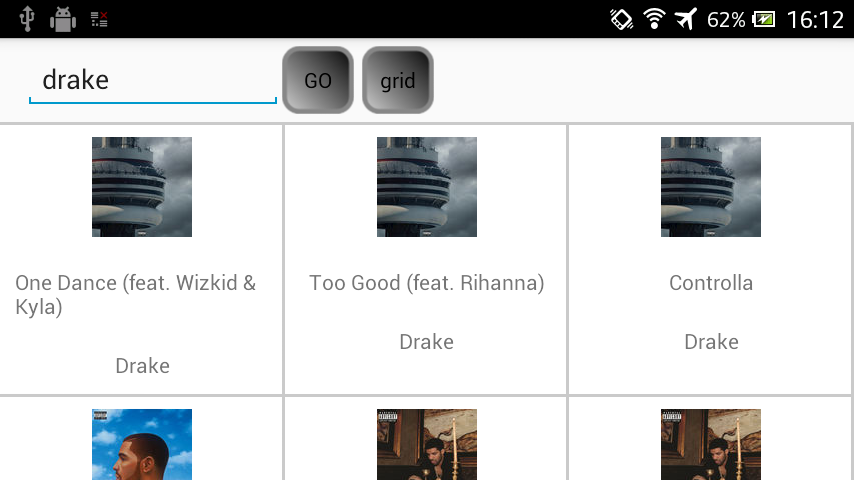 62% 16:12
drake GO grid
One Dance (feat. Wizkid &
Kyla)
Drake
Too Good (feat. Rihanna)
Drake
Controlla
Drake